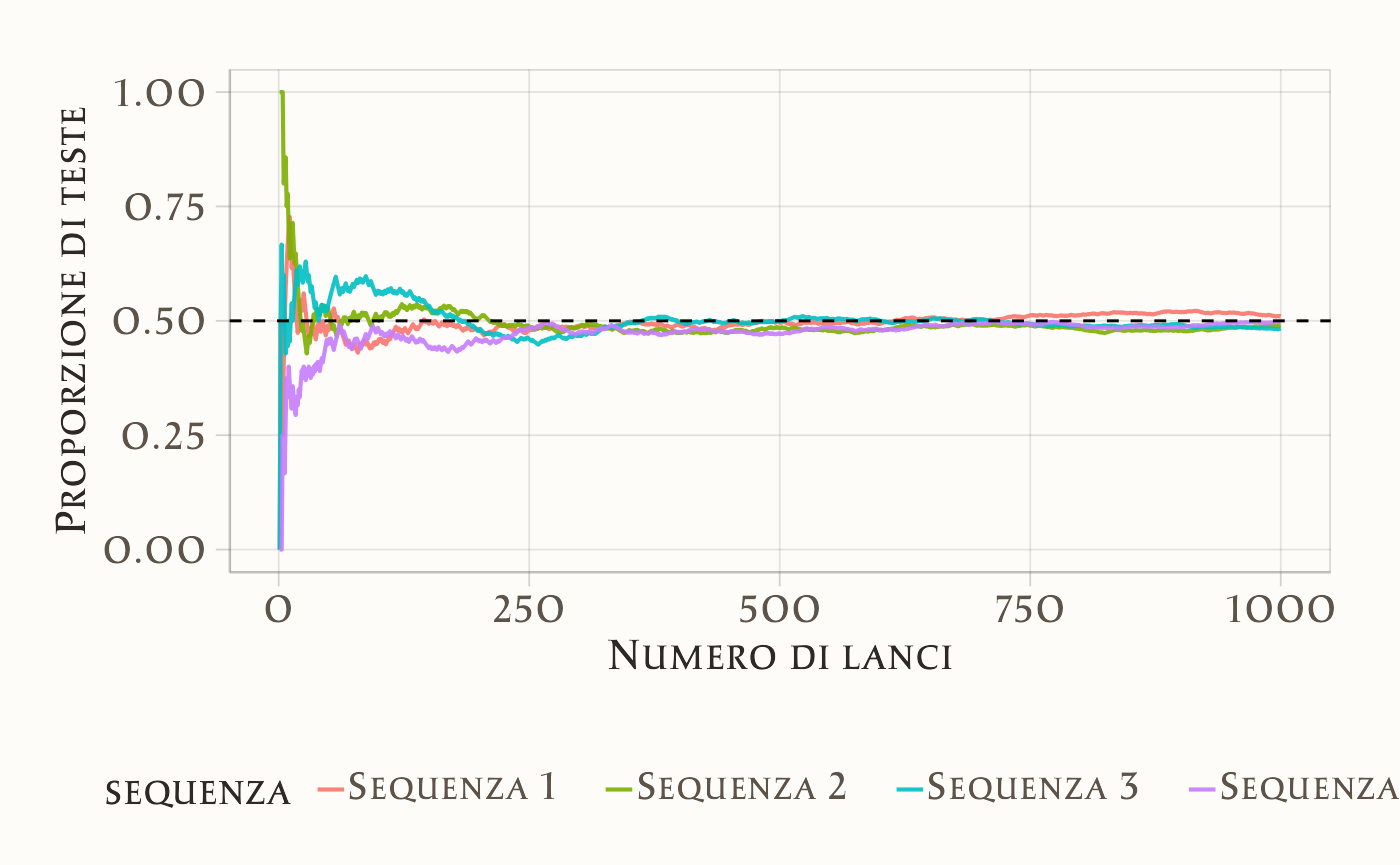 Proporzione di teste
1.00
0.75
0.50
0.25
0.00
0 250 500 750 1000
Numero di lanci
sequenza Sequenza 1 Sequenza 2 Sequenza 3 Sequenza